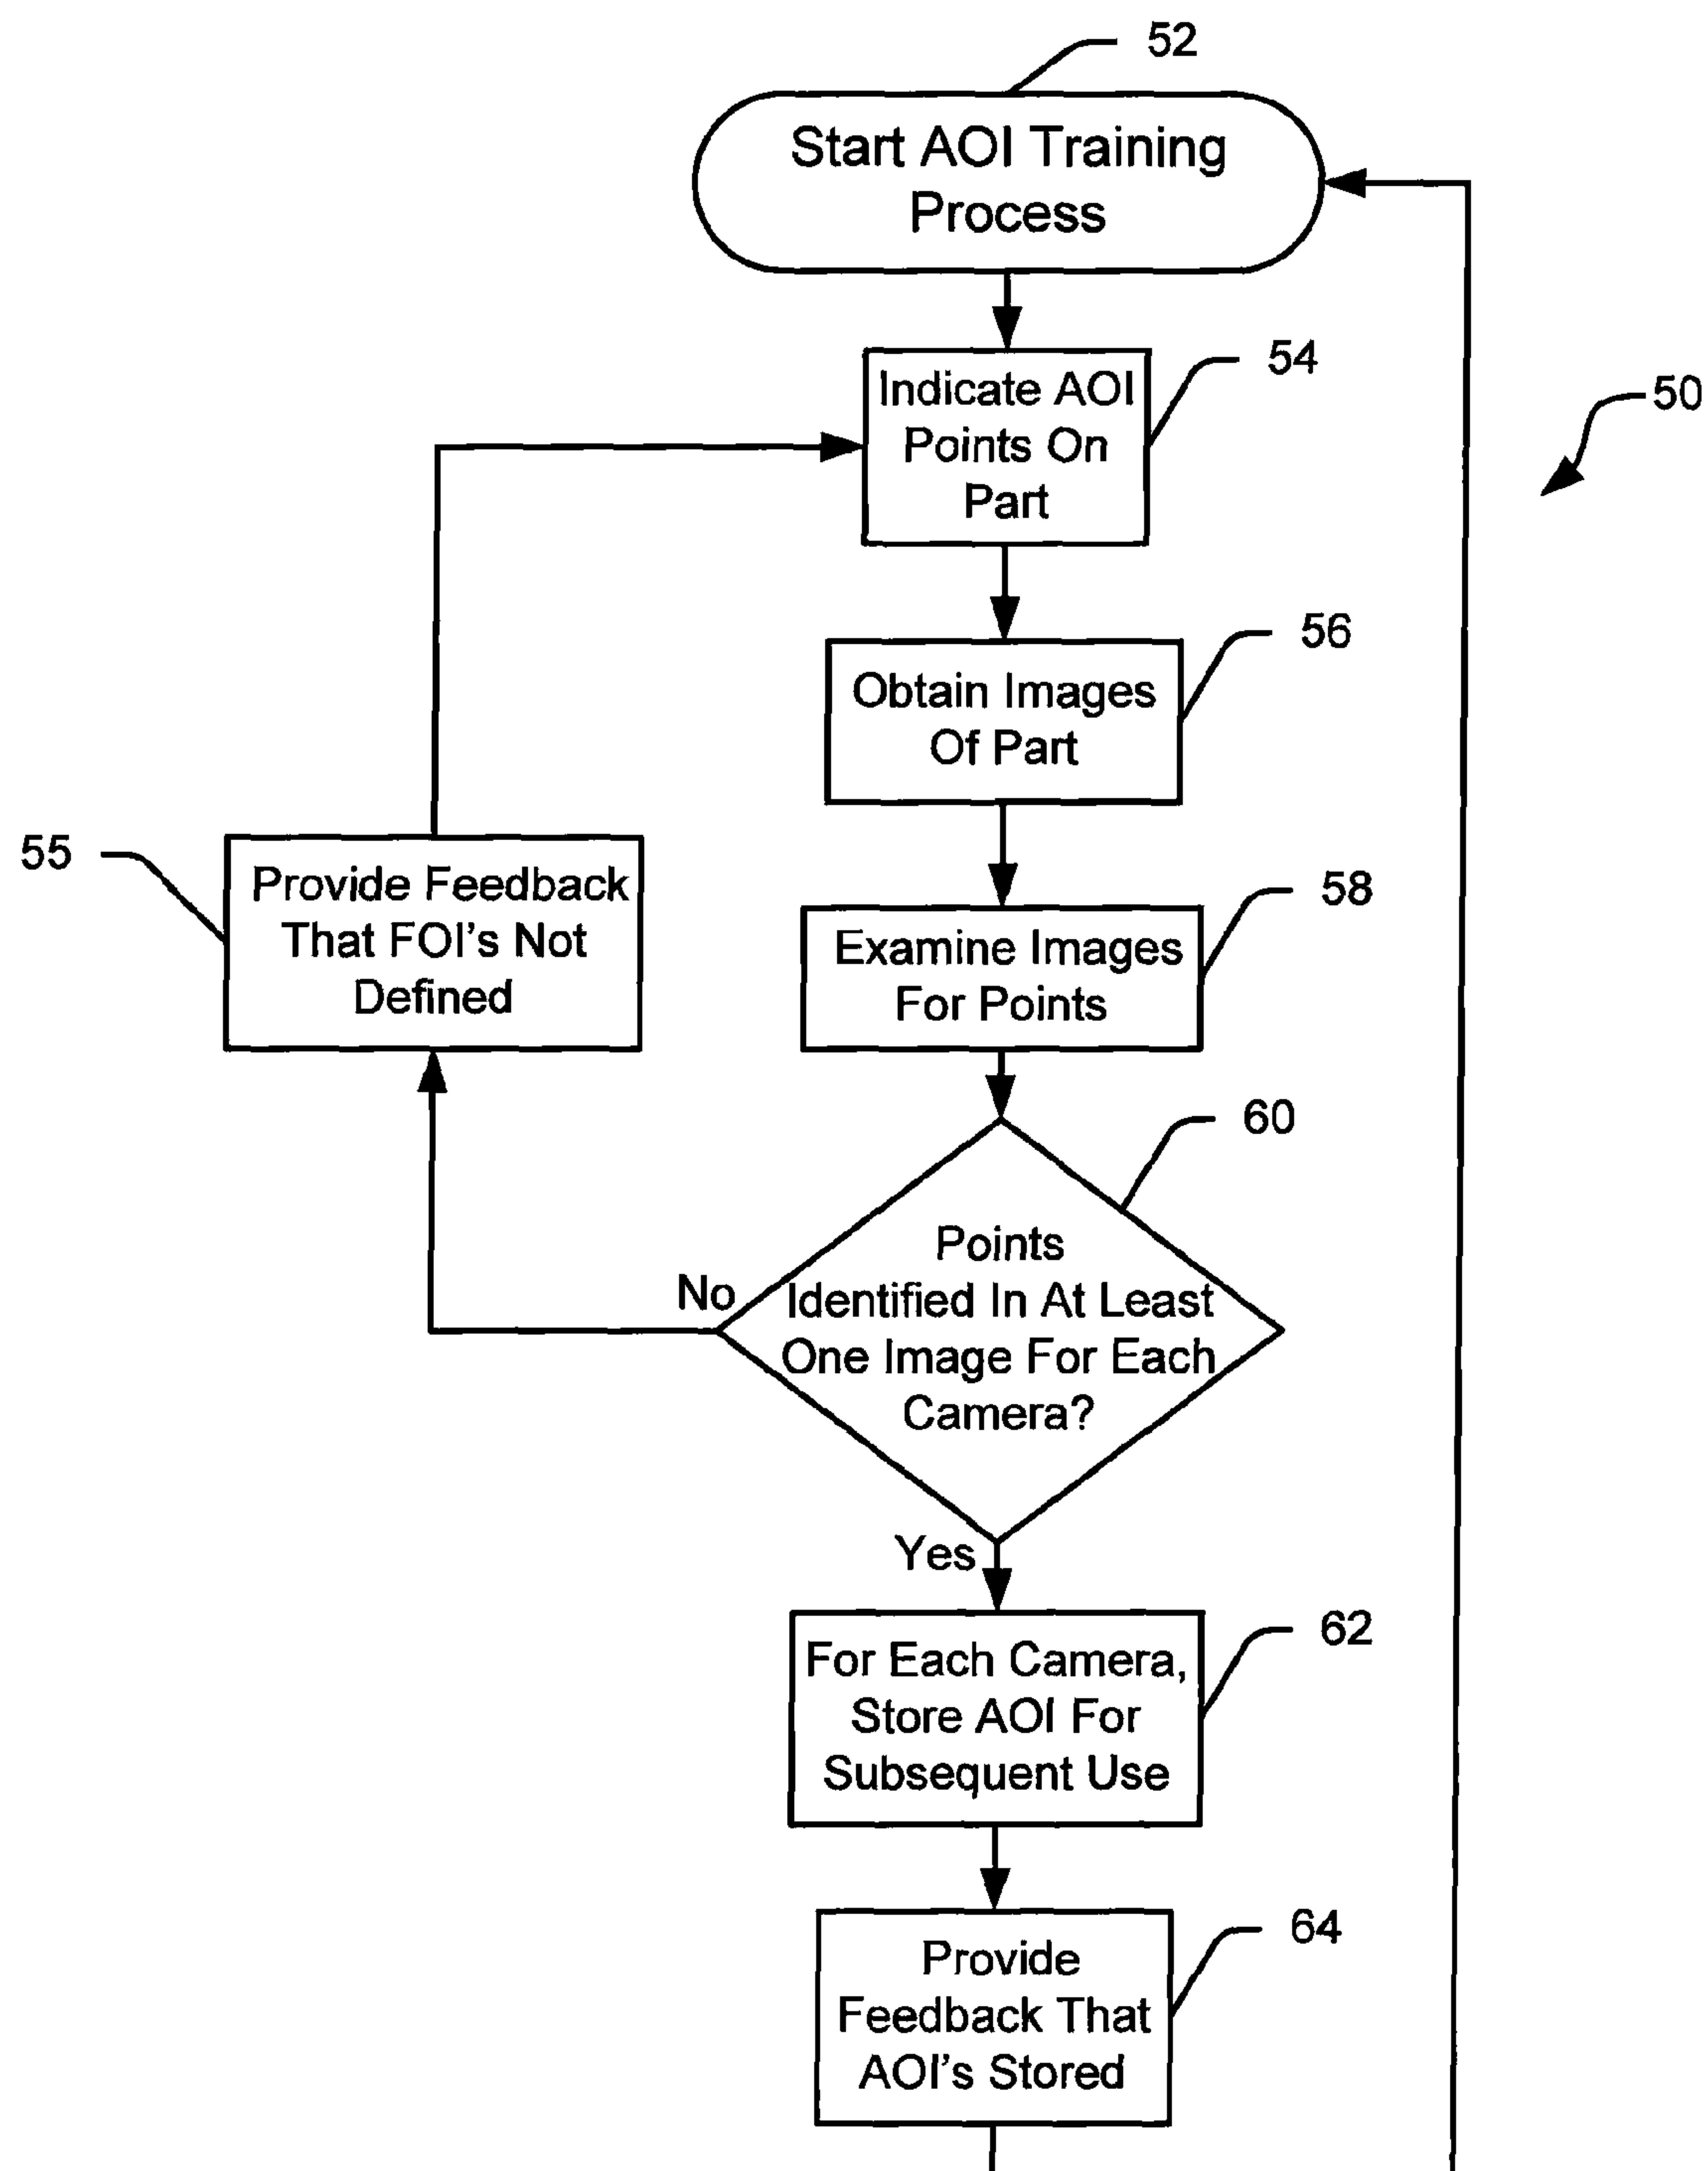 52
Start AOI Training
Process
54
Indicate AOI
Points On
Part
50
56
Obtain Images
Of Part
55
Provide Feedback
That FOI's Not
Defined
58
Examine Images
For Points
60
Points
Identified In At Least
One Image For Each
Camera?
No
Yes
62
For Each Camera,
Store AOI For
Subsequent Use
64
Provide
Feedback That
AOI's Stored